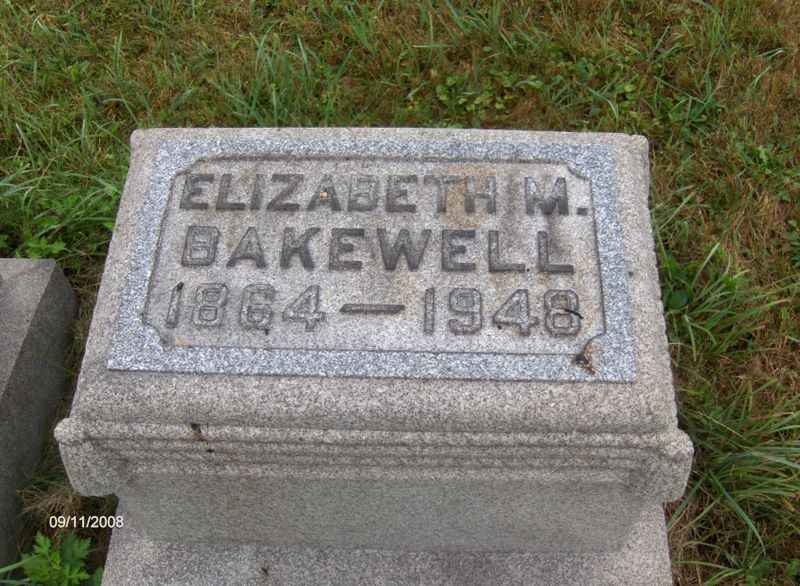 ELIZABETH M.
BAKEWELL
1864 — 1948
09/11/2008